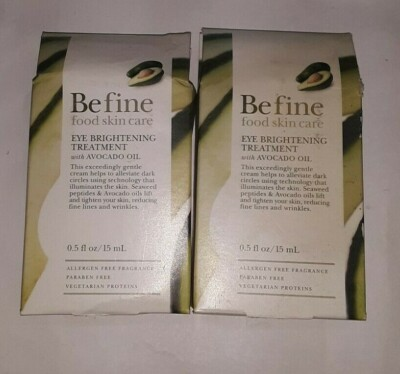 Befine
food skin care
EYE BRIGHTENING
TREATMENT
with AVOCADO OIL
This exceedingly gentle
cream helps to alleviate dark
circles using technology that
illuminates the skin. Seaweed
peptides & Avocado oils lift
and tighten your skin, reducing
fine lines and wrinkles.
0.5 fl oz/15 mL
ALLERGEN FREE FRAGRANCE
PARABEN FREE
VEGETARIAN PROTEINS
Befine
food skin care
EYE BRIGHTENING
TREATMENT
with AVOCADO OIL
This exceedingly gentle
cream helps to alleviate dark
circles using technology that
illuminates the skin. Seaweed
peptides & Avocado oils lift
and tighten your skin, reducing
fine lines and wrinkles.
0.5 fl oz/15 mL
ALLERGEN FREE FRAGRANCE
PARABEN FREE
VEGETARIAN PROTEINS